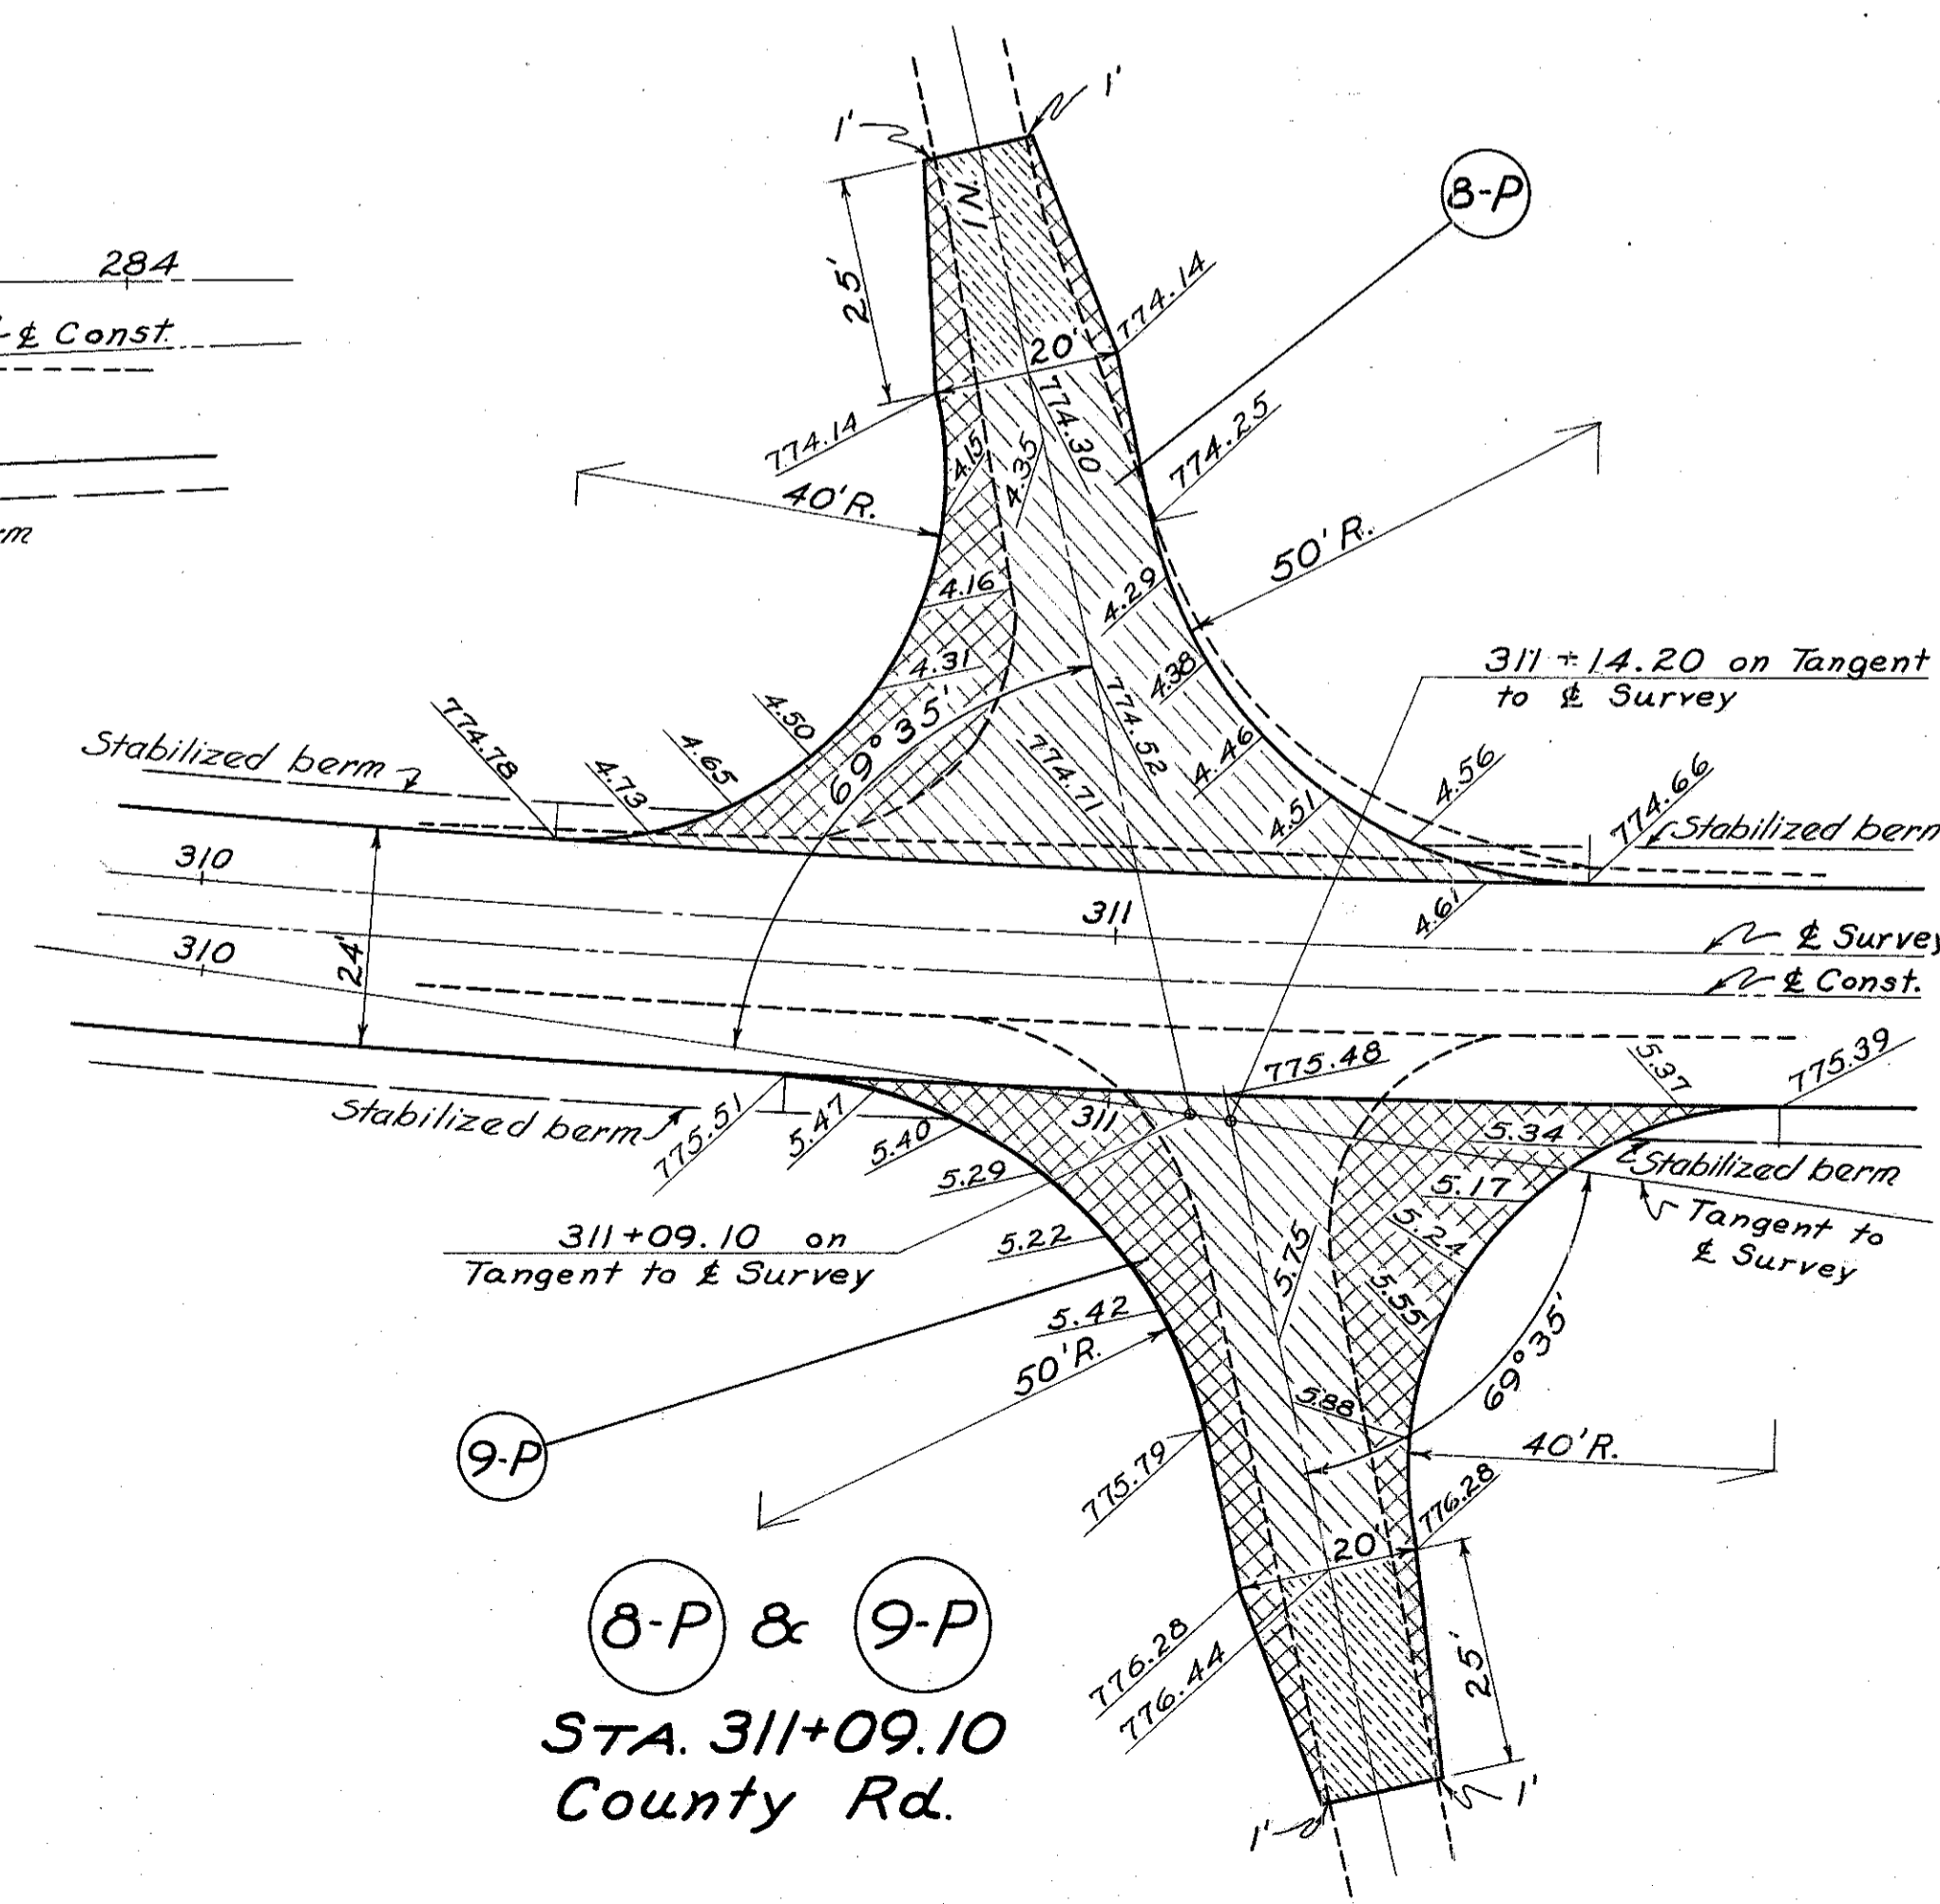 1'
1'
1 N.
8-P
284
₵ Const.
25'
20'
774.14
774.14
774.30
774.25
4.15
4.35
40'R.
50' R.
4.16
4.29
4.31
4.38
311+14.20 on Tangent
to ₵ Survey
774.78
4.50
4.65
4.73
69° 35'
774.52
774.71
4.46
4.51
4.56
774.66
4.61
Stabilized berm
Stabilized berm
310
310
24'
311
₵ Survey
₵ Const.
775.48
5.37
775.39
Stabilized berm
775.51
5.47
5.40
5.29
311
5.34
Stabilized berm
5.17
5.24
Tangent to
₵ Survey
311+09.10 on
Tangent to ₵ Survey
5.22
5.75
5.55
5.42
50'R.
69° 35'
5.88
40'R.
9-P
775.79
776.28
20'
25'
776.28
776.44
8-P & 9-P
STA. 311+09.10
County Rd.
1'
1'